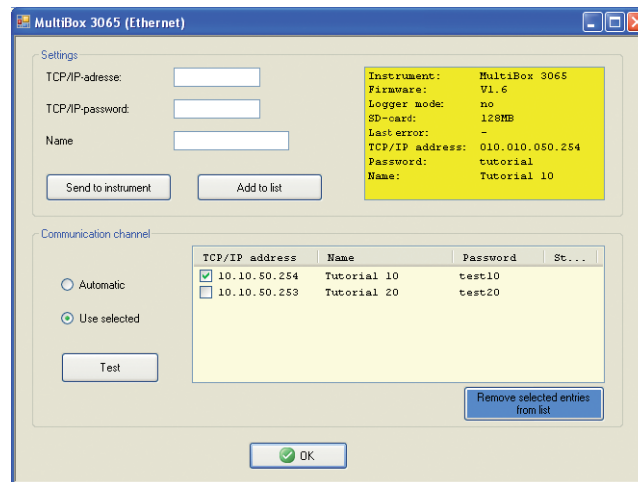 MultiBox 3065 (Ethernet)
Settings
TCP/IP-adresse:
TCP/IP-password:
Name
Send to instrument
Add to list
Instrument: MultiBox 3065
Firmware: V1.6
Logger mode: no
SD-card: 128MB
Last error: -
TCP/IP address: 010.010.050.254
Password: tutorial
Name: Tutorial 10
Communication channel
Automatic
Use selected
Test
TCP/IP address Name Password St...
10.10.50.254 Tutorial 10 test10
10.10.50.253 Tutorial 20 test20
Remove selected entries
from list
OK